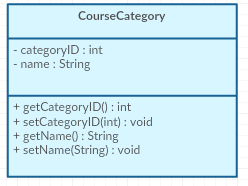 CourseCategory
- categoryID : int
- name : String
+ getCategoryID() : int
+ setCategoryID(int) : void
+ getName() : String
+ setName(String) : void